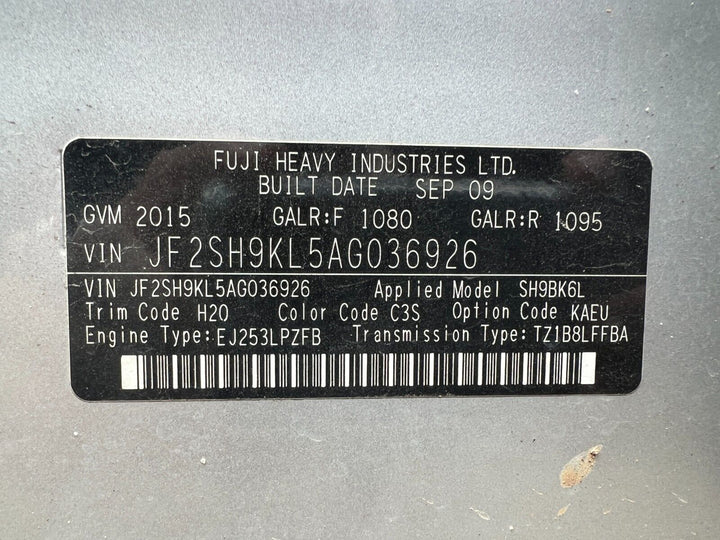 FUJI HEAVY INDUSTRIES LTD.
BUILT DATE SEP 09
GVM 2015 GALR:F 1080 GALR:R 1095
VIN JF2SH9KL5AG036926
VIN JF2SH9KL5AG036926 Applied Model SH9BK6L
Trim Code H20 Color Code C3S Option Code KAEU
Engine Type:EJ253LPZFB Transmission Type:TZ1B8LFFBA